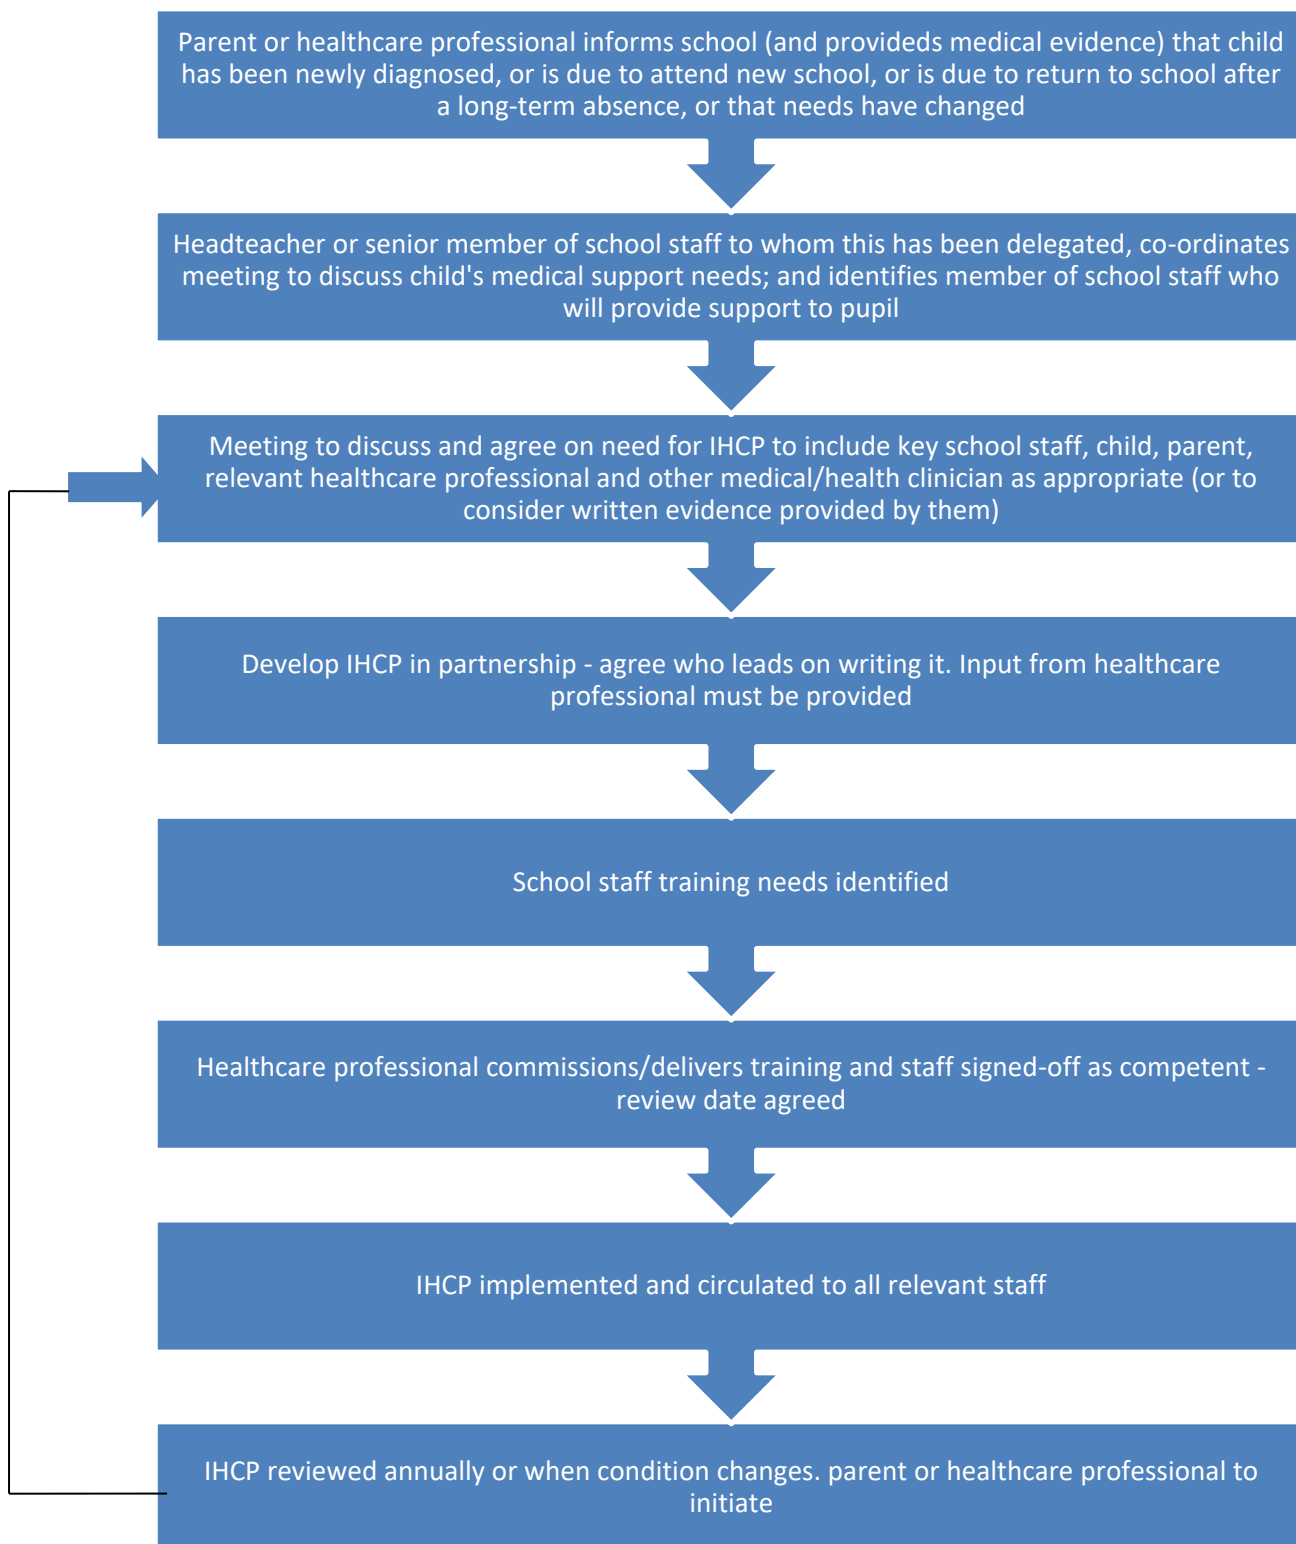 Parent or healthcare professional informs school (and provideds medical evidence) that child
has been newly diagnosed, or is due to attend new school, or is due to return to school after
a long-term absence, or that needs have changed
Headteacher or senior member of school staff to whom this has been delegated, co-ordinates
meeting to discuss child's medical support needs; and identifies member of school staff who
will provide support to pupil
Meeting to discuss and agree on need for IHCP to include key school staff, child, parent,
relevant healthcare professional and other medical/health clinician as appropriate (or to
consider written evidence provided by them)
Develop IHCP in partnership - agree who leads on writing it. Input from healthcare
professional must be provided
School staff training needs identified
Healthcare professional commissions/delivers training and staff signed-off as competent -
review date agreed
IHCP implemented and circulated to all relevant staff
IHCP reviewed annually or when condition changes. parent or healthcare professional to
initiate